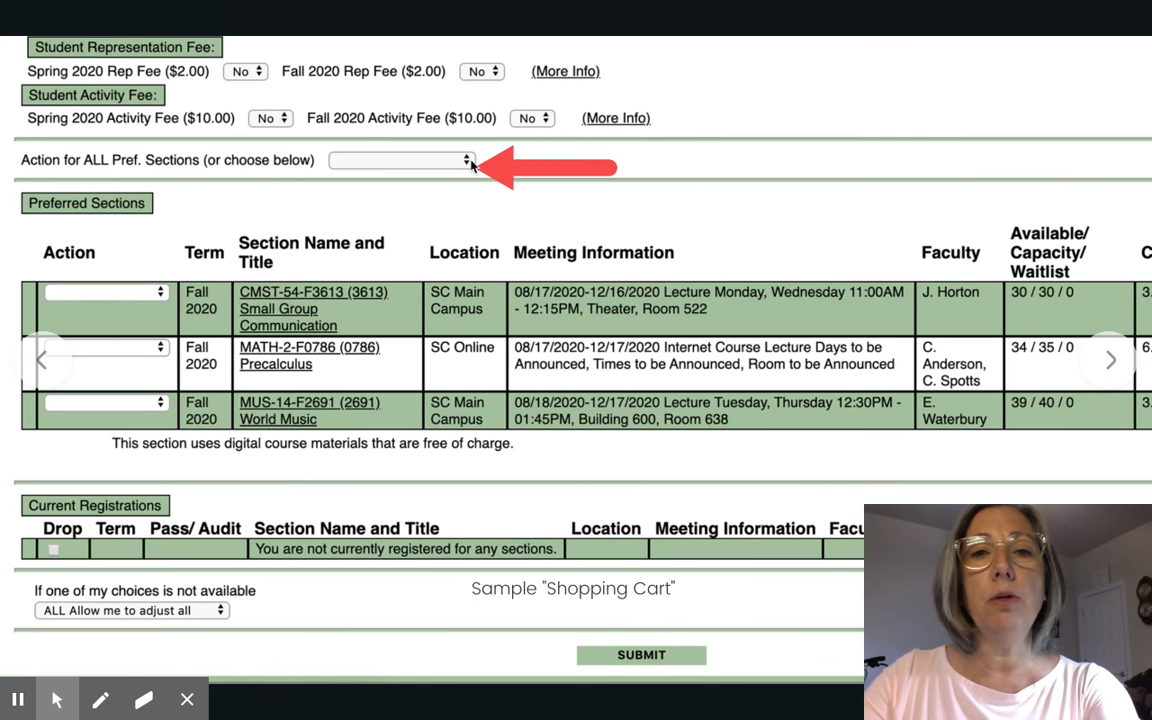 Student Representation Fee:
Spring 2020 Rep Fee ($2.00) No Fall 2020 Rep Fee ($2.00) No (More Info)
Student Activity Fee:
Spring 2020 Activity Fee ($10.00) No Fall 2020 Activity Fee ($10.00) No (More Info)
Action for ALL Pref. Sections (or choose below)
Preferred Sections
Action Term Section Name and Title Location Meeting Information Faculty Available/ Capacity/ Waitlist C
Fall 2020 CMST-54-F3613 (3613) Small Group Communication SC Main Campus 08/17/2020-12/16/2020 Lecture Monday, Wednesday 11:00AM - 12:15PM, Theater, Room 522 J. Horton 30 / 30 / 0 3.
Fall 2020 MATH-2-F0786 (0786) Precalculus SC Online 08/17/2020-12/17/2020 Internet Course Lecture Days to be Announced, Times to be Announced, Room to be Announced C. Anderson, C. Spotts 34 / 35 / 0 6.
Fall 2020 MUS-14-F2691 (2691) World Music SC Main Campus 08/18/2020-12/17/2020 Lecture Tuesday, Thursday 12:30PM - 01:45PM, Building 600, Room 638 E. Waterbury 39 / 40 / 0 3.
This section uses digital course materials that are free of charge.
Current Registrations
Drop Term Pass/ Audit Section Name and Title Location Meeting Information Facu
You are not currently registered for any sections.
If one of my choices is not available
Sample "Shopping Cart"
ALL Allow me to adjust all
SUBMIT